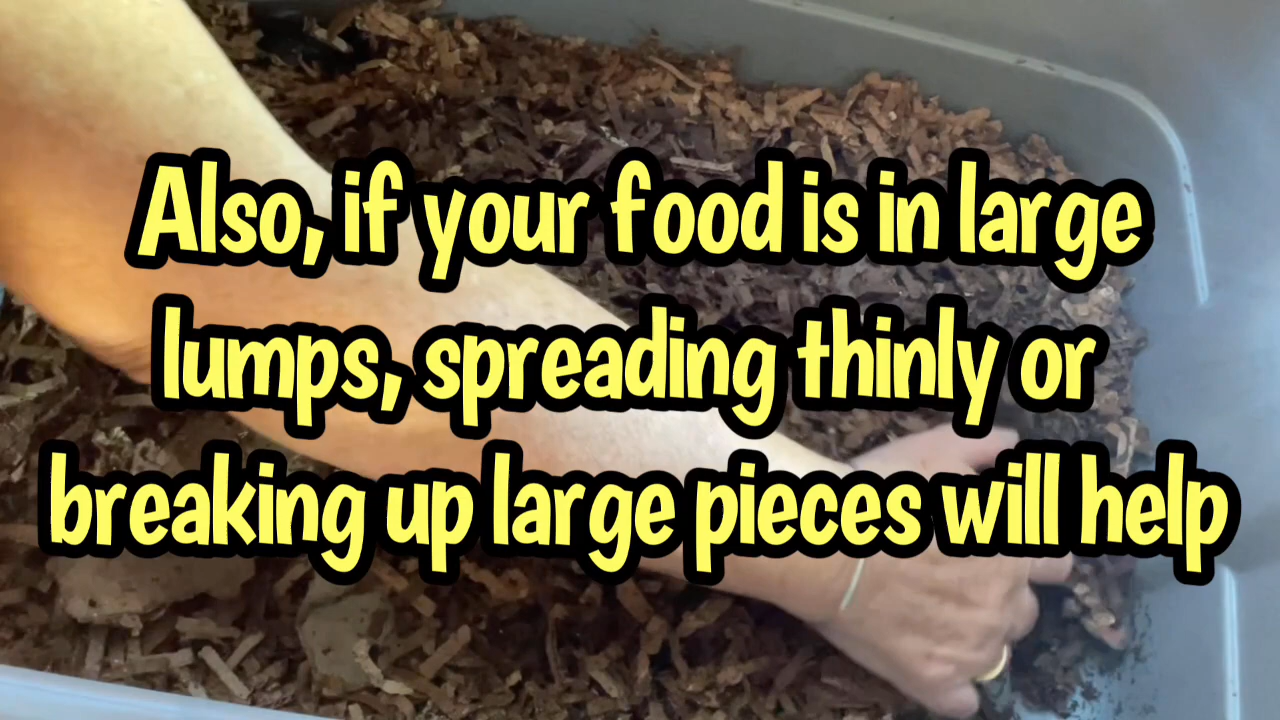 Also, if your food is in large
lumps, spreading thinly or
breaking up large pieces will help